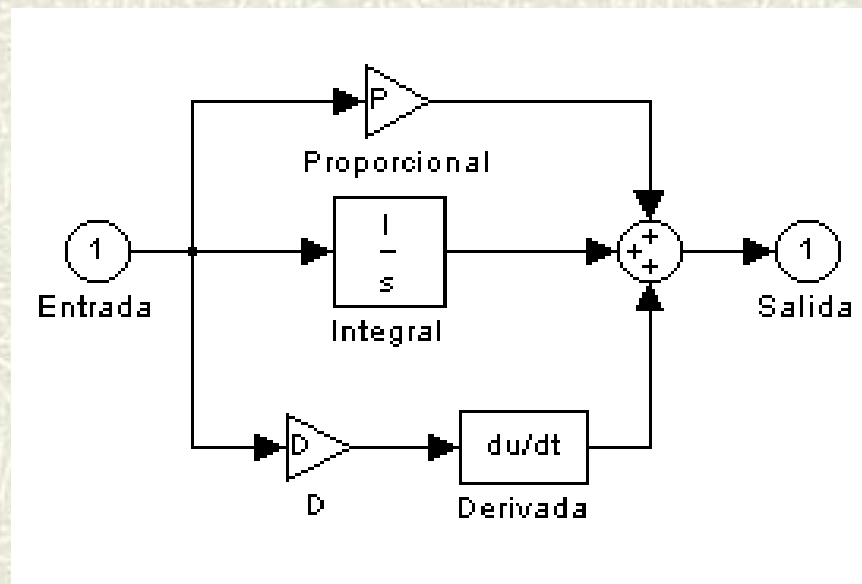 P
Proporcional
1
Entrada
I
s
Integral
+
+
+
1
Salida
D
D
du/dt
Derivada